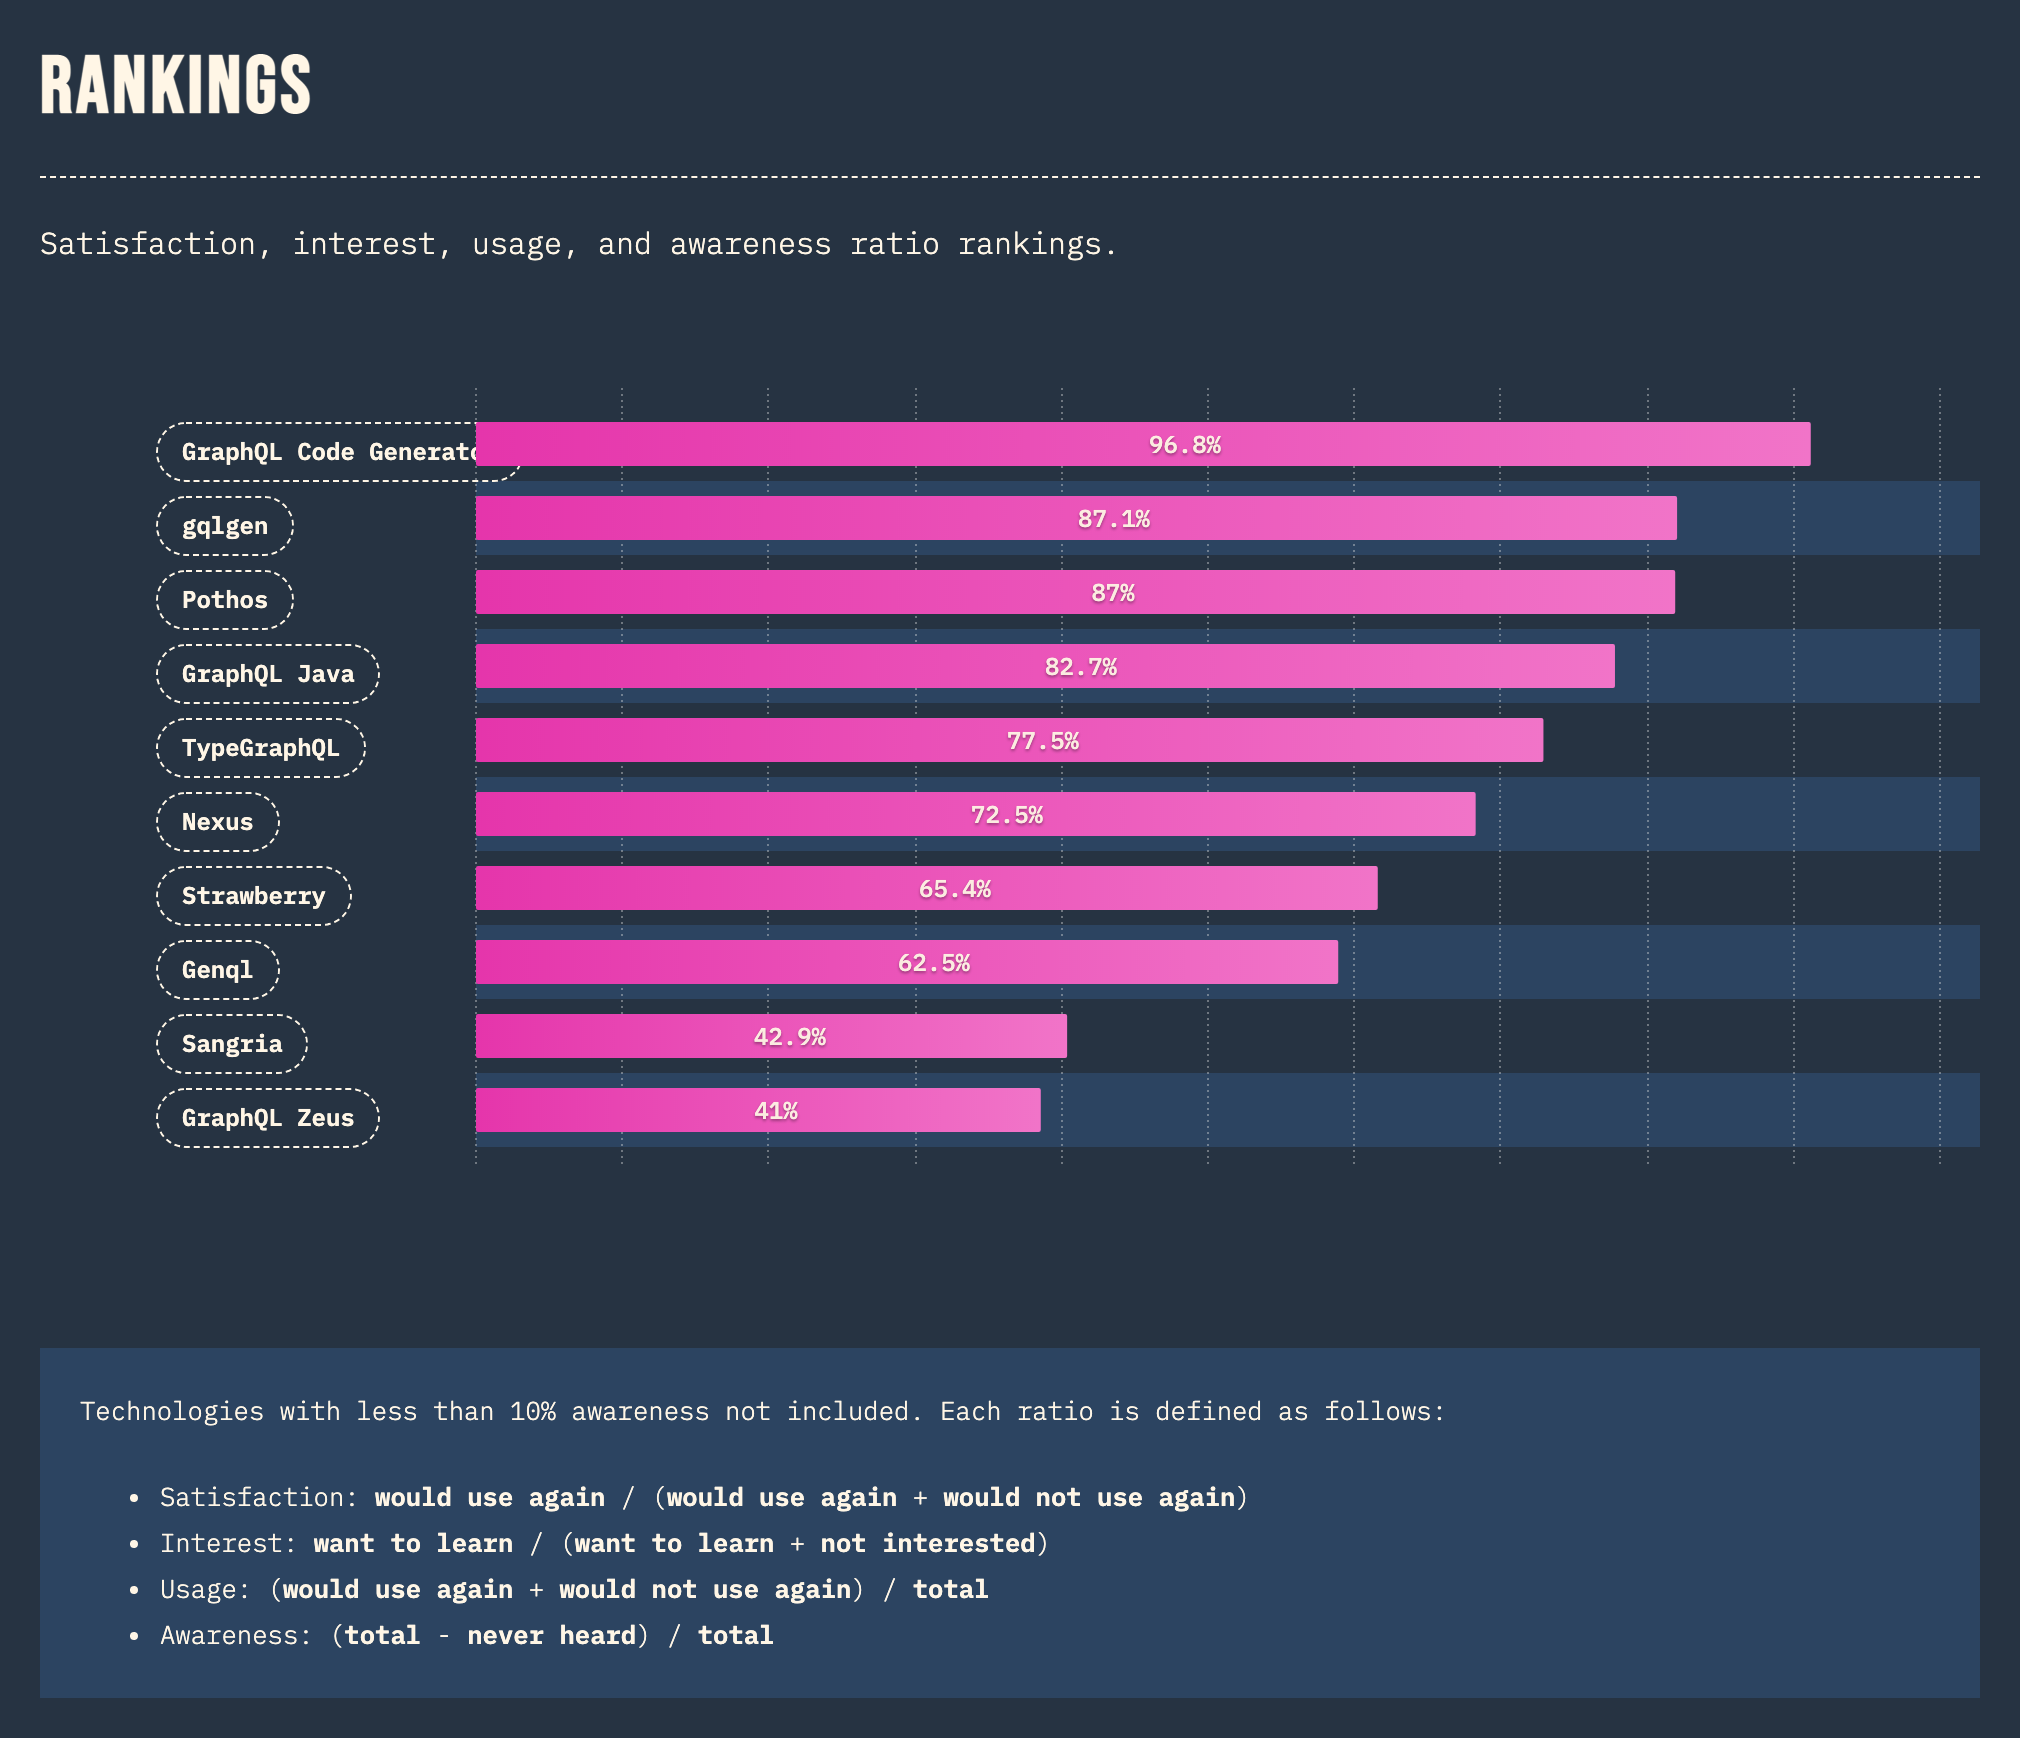 RANKINGS
Satisfaction, interest, usage, and awareness ratio rankings.
GraphQL Code Generato 96.8%
gqlgen 87.1%
Pothos 87%
GraphQL Java 82.7%
TypeGraphQL 77.5%
Nexus 72.5%
Strawberry 65.4%
Genql 62.5%
Sangria 42.9%
GraphQL Zeus 41%
Technologies with less than 10% awareness not included. Each ratio is defined as follows:
• Satisfaction: would use again / (would use again + would not use again)
• Interest: want to learn / (want to learn + not interested)
• Usage: (would use again + would not use again) / total
• Awareness: (total - never heard) / total